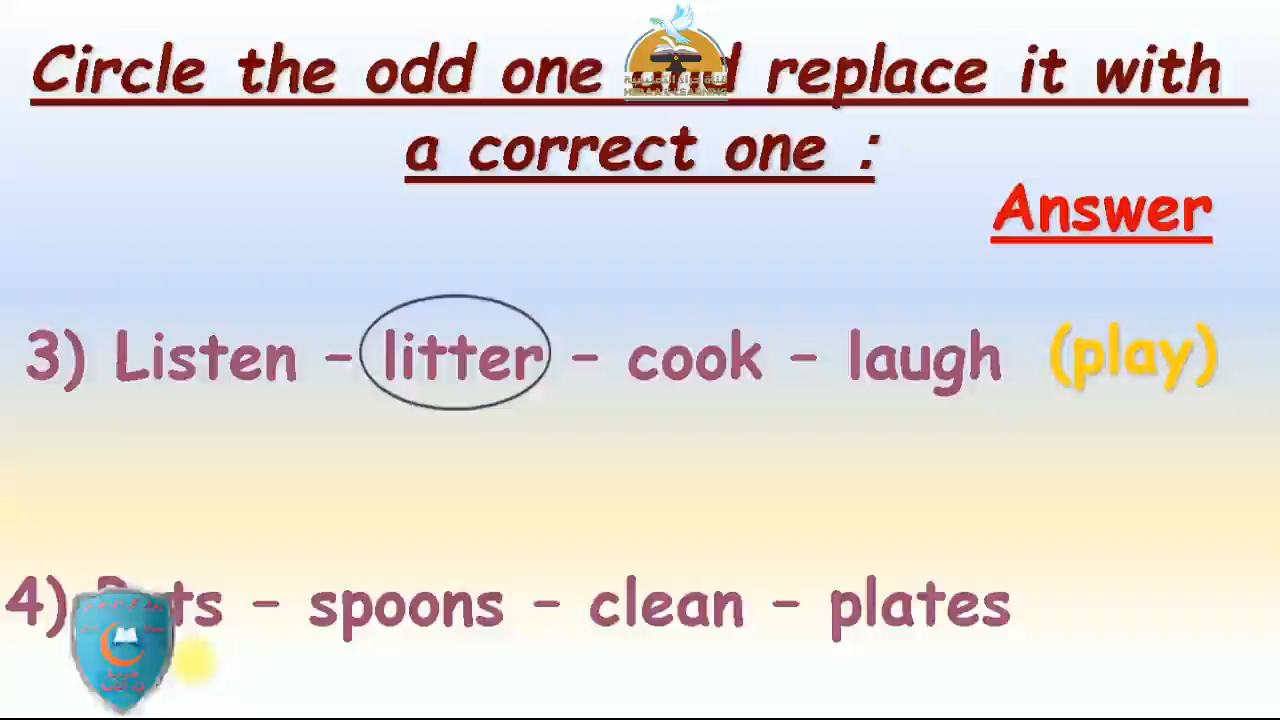 Circle the odd one and replace it with
a correct one :
Answer
3) Listen - litter - cook - laugh (play)
4) - spoons - clean - plates